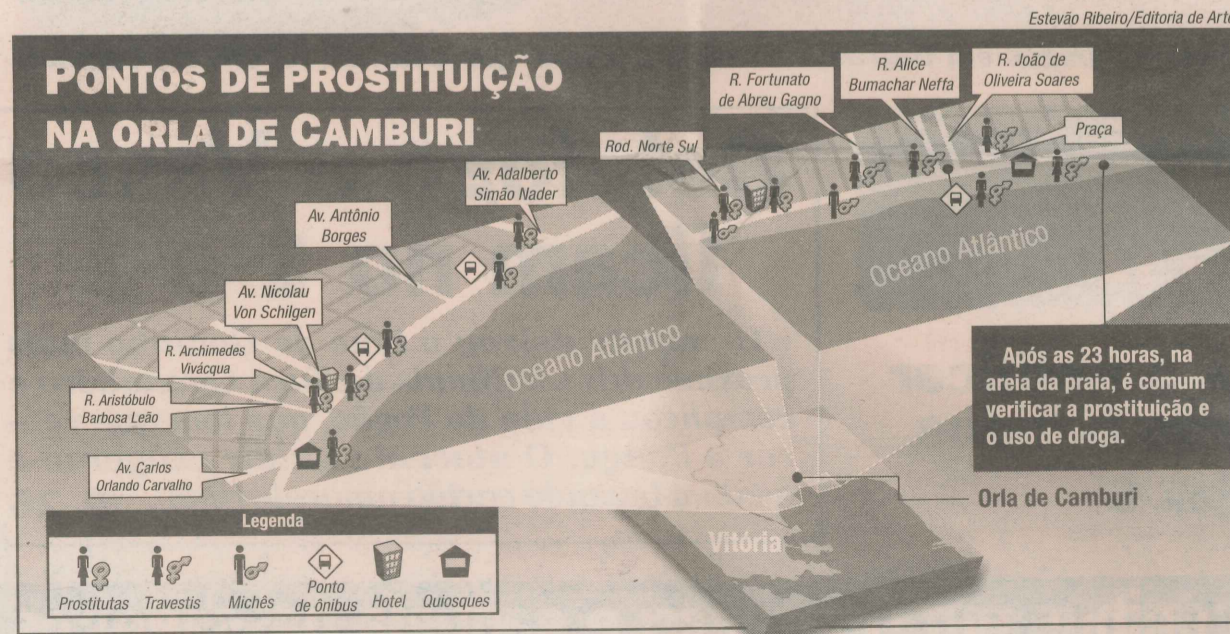 Estevão Ribeiro/Editoria de Arte
PONTOS DE PROSTITUIÇÃO
NA ORLA DE CAMBURI
R. Fortunato
de Abreu Gagno
R. Alice
Bumachar Neffa
R. João de
Oliveira Soares
Praça
Rod. Norte Sul
Av. Adalberto
Simão Nader
Av. Antônio
Borges
Av. Nicolau
Von Schilgen
R. Archimedes
Vivácqua
R. Aristóbulo
Barbosa Leão
Av. Carlos
Orlando Carvalho
Oceano Atlântico
Oceano Atlântico
Após as 23 horas, na
areia da praia, é comum
verificar a prostituição e
o uso de droga.
Orla de Camburi
Vitória
Legenda
Prostitutas
Travestis
Michês
Ponto
de ônibus
Hotel
Quiosques